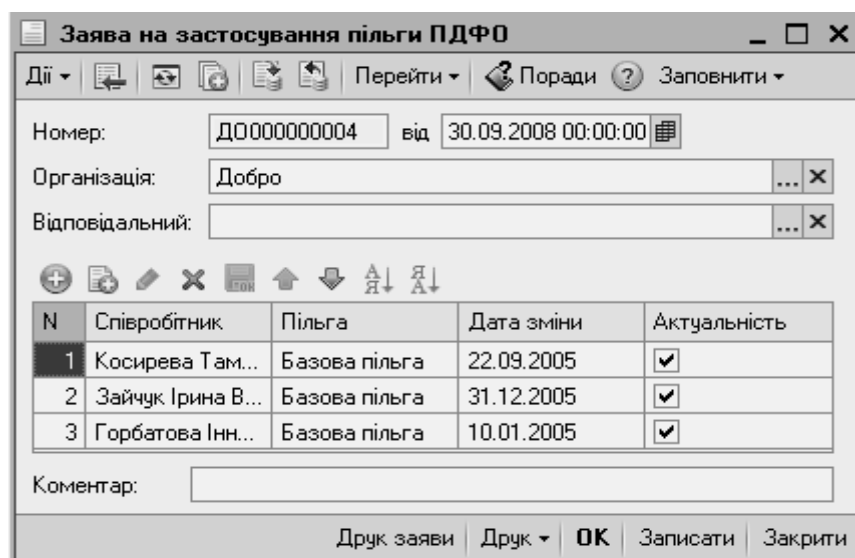 Заява на застосування пільги ПДФО
Дії Перейти Поради Заповнити
Номер: ДО000000004 від 30.09.2008 00:00:00
Організація: Добро ...
Відповідальний: ...
N Співробітник Пільга Дата зміни Актуальність
1 Косирева Там... Базова пільга 22.09.2005
2 Зайчук Ірина В... Базова пільга 31.12.2005
3 Горбатова Інн... Базова пільга 10.01.2005
Коментар:
Друк заяви Друк OK Записати Закрити